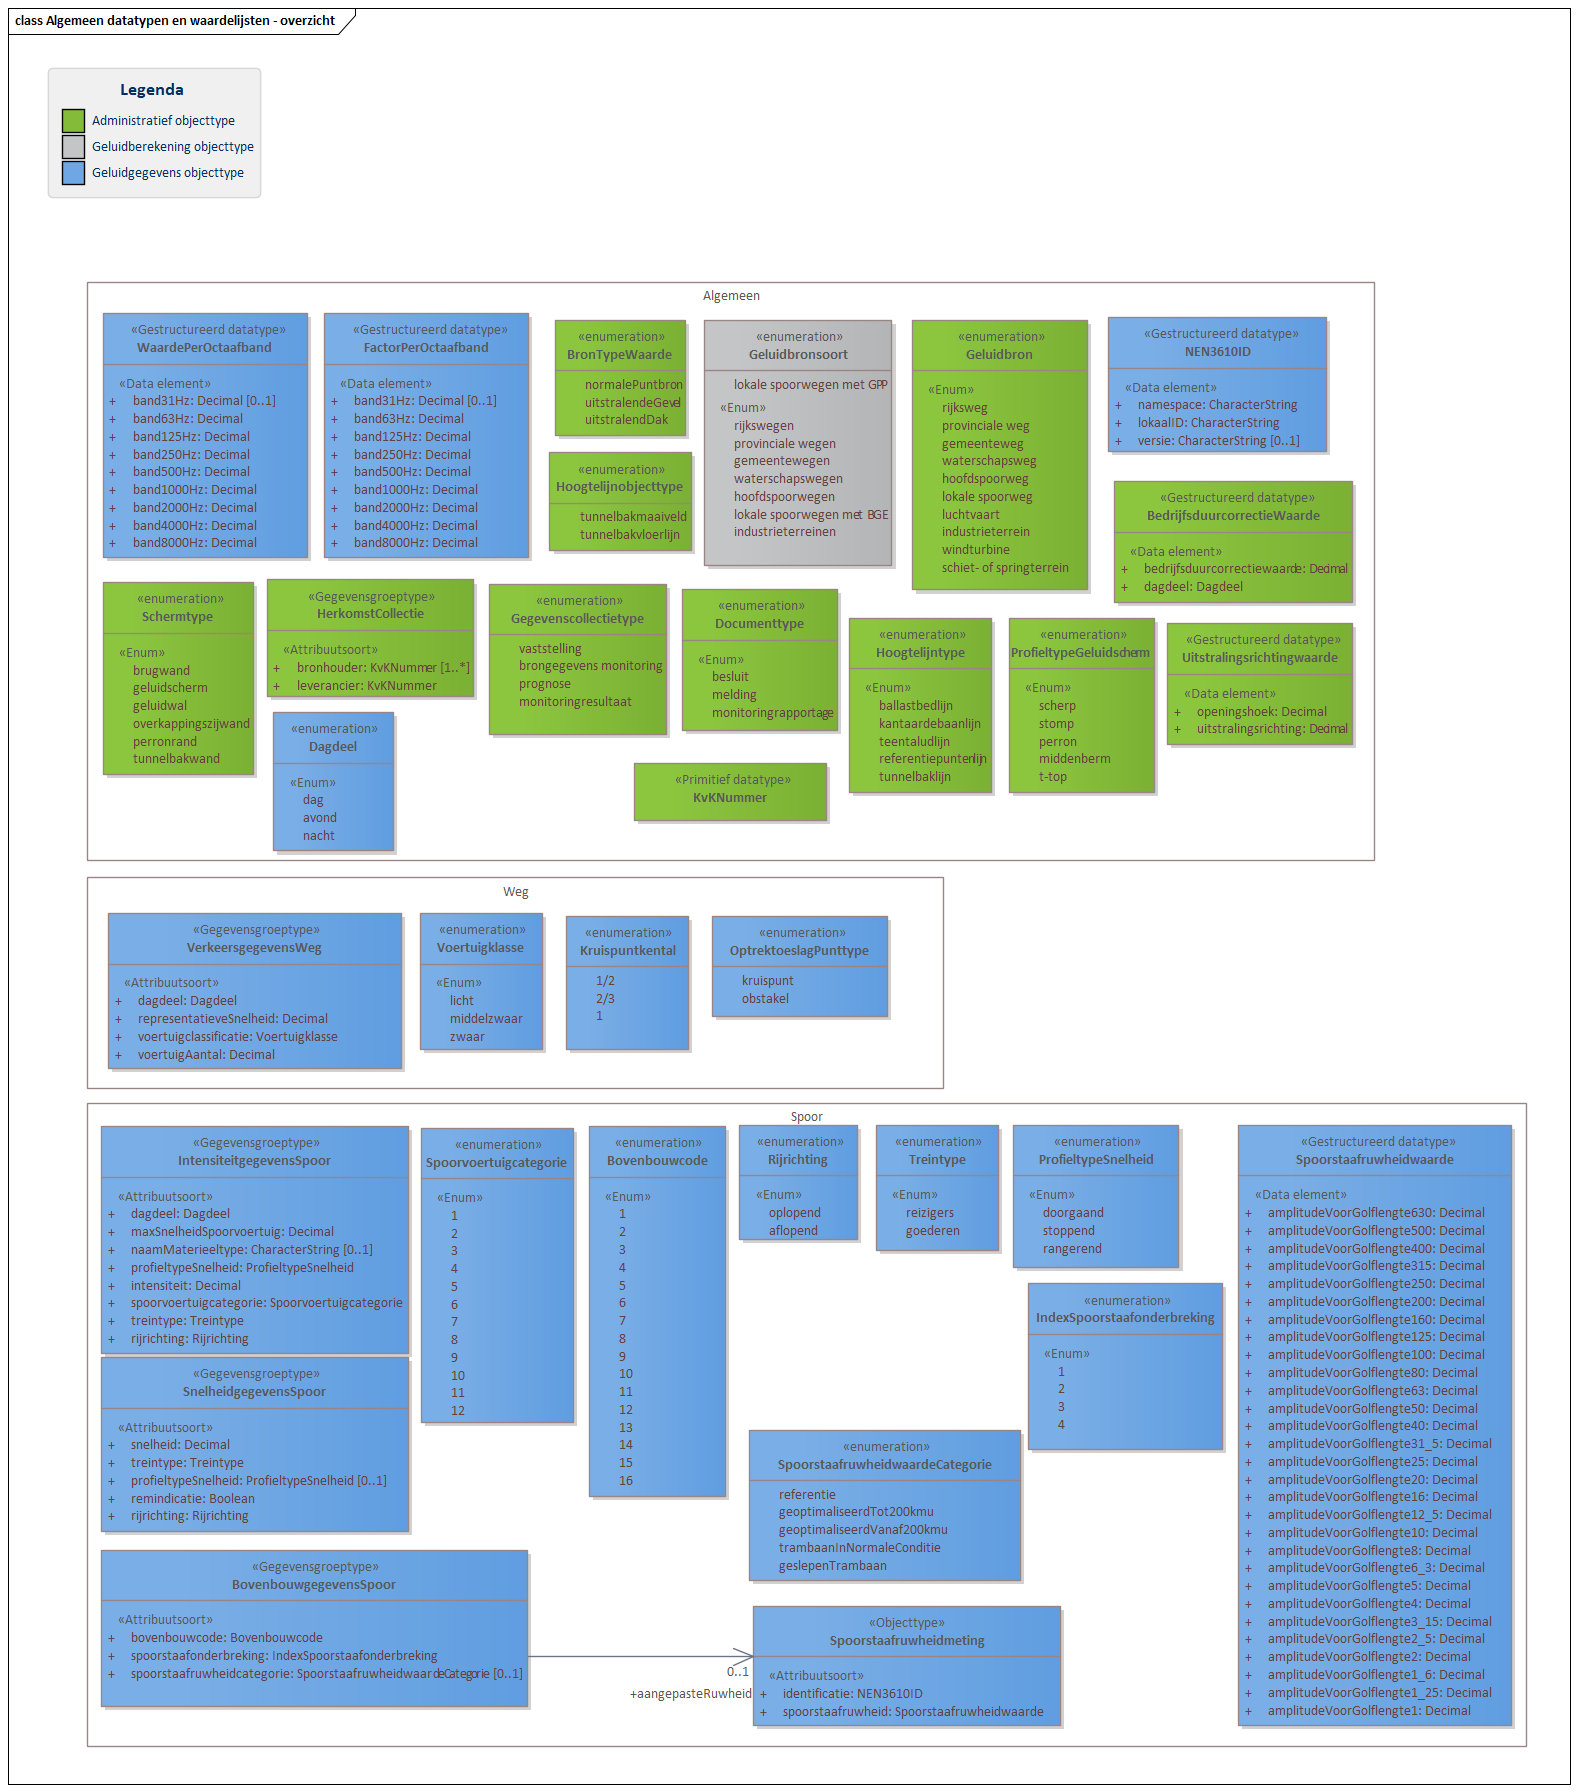 class Algemeen datatypen en waardelijsten - overzicht
Legenda
Administratief objecttype
Geluidberekening objecttype
Geluidgegevens objecttype
Algemeen
«Gestructureerd datatype»
WaardePerOctaafband
«Data element»
+ band31Hz: Decimal [0..1]
+ band63Hz: Decimal
+ band125Hz: Decimal
+ band250Hz: Decimal
+ band500Hz: Decimal
+ band1000Hz: Decimal
+ band2000Hz: Decimal
+ band4000Hz: Decimal
+ band8000Hz: Decimal
«Gestructureerd datatype»
FactorPerOctaafband
«Data element»
+ band31Hz: Decimal [0..1]
+ band63Hz: Decimal
+ band125Hz: Decimal
+ band250Hz: Decimal
+ band500Hz: Decimal
+ band1000Hz: Decimal
+ band2000Hz: Decimal
+ band4000Hz: Decimal
+ band8000Hz: Decimal
«enumeration»
BronTypeWaarde
normalePuntbron
uitstralendeGevel
uitstralendDak
«enumeration»
Hoogtelijnobjecttype
tunnelbakmaaiveld
tunnelbakvloerlijn
«enumeration»
Geluidbronsoort
lokale spoorwegen met GPP
«Enum»
rijkswegen
provinciale wegen
gemeentewegen
waterschapswegen
hoofdspoorwegen
lokale spoorwegen met BGE
industrieterreinen
«enumeration»
Geluidbron
«Enum»
rijksweg
provinciale weg
gemeenteweg
waterschapsweg
hoofdspoorweg
lokale spoorweg
luchtvaart
industrieterrein
windturbine
schiet- of springterrein
«Gestructureerd datatype»
NEN3610ID
«Data element»
+ namespace: CharacterString
+ lokaalID: CharacterString
+ versie: CharacterString [0..1]
«Gestructureerd datatype»
BedrijfsduurcorrectieWaarde
«Data element»
+ bedrijfsduurcorrectiewaarde: Decimal
+ dagdeel: Dagdeel
«enumeration»
Schermtype
«Enum»
brugwand
geluidscherm
geluidwal
overkappingszijwand
perronrand
tunnelbakwand
«Gegevensgroeptype»
HerkomstCollectie
«Attribuutsoort»
+ bronhouder: KvKNummer [1..*]
+ leverancier: KvKNummer
«enumeration»
Dagdeel
«Enum»
dag
avond
nacht
«enumeration»
Gegevenscollectietype
vaststelling
brongegevens monitoring
prognose
monitoringresultaat
«enumeration»
Documenttype
«Enum»
besluit
melding
monitoringrapportage
«Primitief datatype»
KvKNummer
«enumeration»
Hoogtelijntype
«Enum»
ballastbedlijn
kantaardebaanlijn
teentaludlijn
referentiepuntenlijn
tunnelbaklijn
«enumeration»
ProfieltypeGeluidscherm
«Enum»
scherp
stomp
perron
middenberm
t-top
«Gestructureerd datatype»
Uitstralingsrichtingwaarde
«Data element»
+ openingshoek: Decimal
+ uitstralingsrichting: Decimal
Weg
«Gegevensgroeptype»
VerkeersgegevensWeg
«Attribuutsoort»
+ dagdeel: Dagdeel
+ representatieveSnelheid: Decimal
+ voertuigclassificatie: Voertuigklasse
+ voertuigAantal: Decimal
«enumeration»
Voertuigklasse
«Enum»
licht
middelzwaar
zwaar
«enumeration»
Kruispuntkental
1/2
2/3
1
«enumeration»
OptrektoeslagPunttype
kruispunt
obstakel
Spoor
«Gegevensgroeptype»
IntensiteitgegevensSpoor
«Attribuutsoort»
+ dagdeel: Dagdeel
+ maxSnelheidSpoorvoertuig: Decimal
+ naamMaterieeltype: CharacterString [0..1]
+ profieltypeSnelheid: ProfieltypeSnelheid
+ intensiteit: Decimal
+ spoorvoertuigcategorie: Spoorvoertuigcategorie
+ treintype: Treintype
+ rijrichting: Rijrichting
«Gegevensgroeptype»
SnelheidgegevensSpoor
«Attribuutsoort»
+ snelheid: Decimal
+ treintype: Treintype
+ profieltypeSnelheid: ProfieltypeSnelheid [0..1]
+ remindicatie: Boolean
+ rijrichting: Rijrichting
«Gegevensgroeptype»
BovenbouwgegevensSpoor
«Attribuutsoort»
+ bovenbouwcode: Bovenbouwcode
+ spoorstaafonderbreking: IndexSpoorstaafonderbreking
+ spoorstaafruwheidcategorie: SpoorstaafruwheidwaardeCategorie [0..1]
«enumeration»
Spoorvoertuigcategorie
«Enum»
1
2
3
4
5
6
7
8
9
10
11
12
«enumeration»
Bovenbouwcode
«Enum»
1
2
3
4
5
6
7
8
9
10
11
12
13
14
15
16
«enumeration»
Rijrichting
«Enum»
oplopend
aflopend
«enumeration»
Treintype
«Enum»
reizigers
goederen
«enumeration»
ProfieltypeSnelheid
«Enum»
doorgaand
stoppend
rangerend
«enumeration»
IndexSpoorstaafonderbreking
«Enum»
1
2
3
4
«enumeration»
SpoorstaafruwheidwaardeCategorie
referentie
geoptimaliseerdTot200kmu
geoptimaliseerdVanaf200kmu
trambaanInNormaleConditie
geslepenTrambaan
0..1
+aangepasteRuwheid
«Objecttype»
Spoorstaafruwheidmeting
«Attribuutsoort»
+ identificatie: NEN3610ID
+ spoorstaafruwheid: Spoorstaafruwheidwaarde
«Gestructureerd datatype»
Spoorstaafruwheidwaarde
«Data element»
+ amplitudeVoorGolflengte630: Decimal
+ amplitudeVoorGolflengte500: Decimal
+ amplitudeVoorGolflengte400: Decimal
+ amplitudeVoorGolflengte315: Decimal
+ amplitudeVoorGolflengte250: Decimal
+ amplitudeVoorGolflengte200: Decimal
+ amplitudeVoorGolflengte160: Decimal
+ amplitudeVoorGolflengte125: Decimal
+ amplitudeVoorGolflengte100: Decimal
+ amplitudeVoorGolflengte80: Decimal
+ amplitudeVoorGolflengte63: Decimal
+ amplitudeVoorGolflengte50: Decimal
+ amplitudeVoorGolflengte40: Decimal
+ amplitudeVoorGolflengte31_5: Decimal
+ amplitudeVoorGolflengte25: Decimal
+ amplitudeVoorGolflengte20: Decimal
+ amplitudeVoorGolflengte16: Decimal
+ amplitudeVoorGolflengte12_5: Decimal
+ amplitudeVoorGolflengte10: Decimal
+ amplitudeVoorGolflengte8: Decimal
+ amplitudeVoorGolflengte6_3: Decimal
+ amplitudeVoorGolflengte5: Decimal
+ amplitudeVoorGolflengte4: Decimal
+ amplitudeVoorGolflengte3_15: Decimal
+ amplitudeVoorGolflengte2_5: Decimal
+ amplitudeVoorGolflengte2: Decimal
+ amplitudeVoorGolflengte1_6: Decimal
+ amplitudeVoorGolflengte1_25: Decimal
+ amplitudeVoorGolflengte1: Decimal